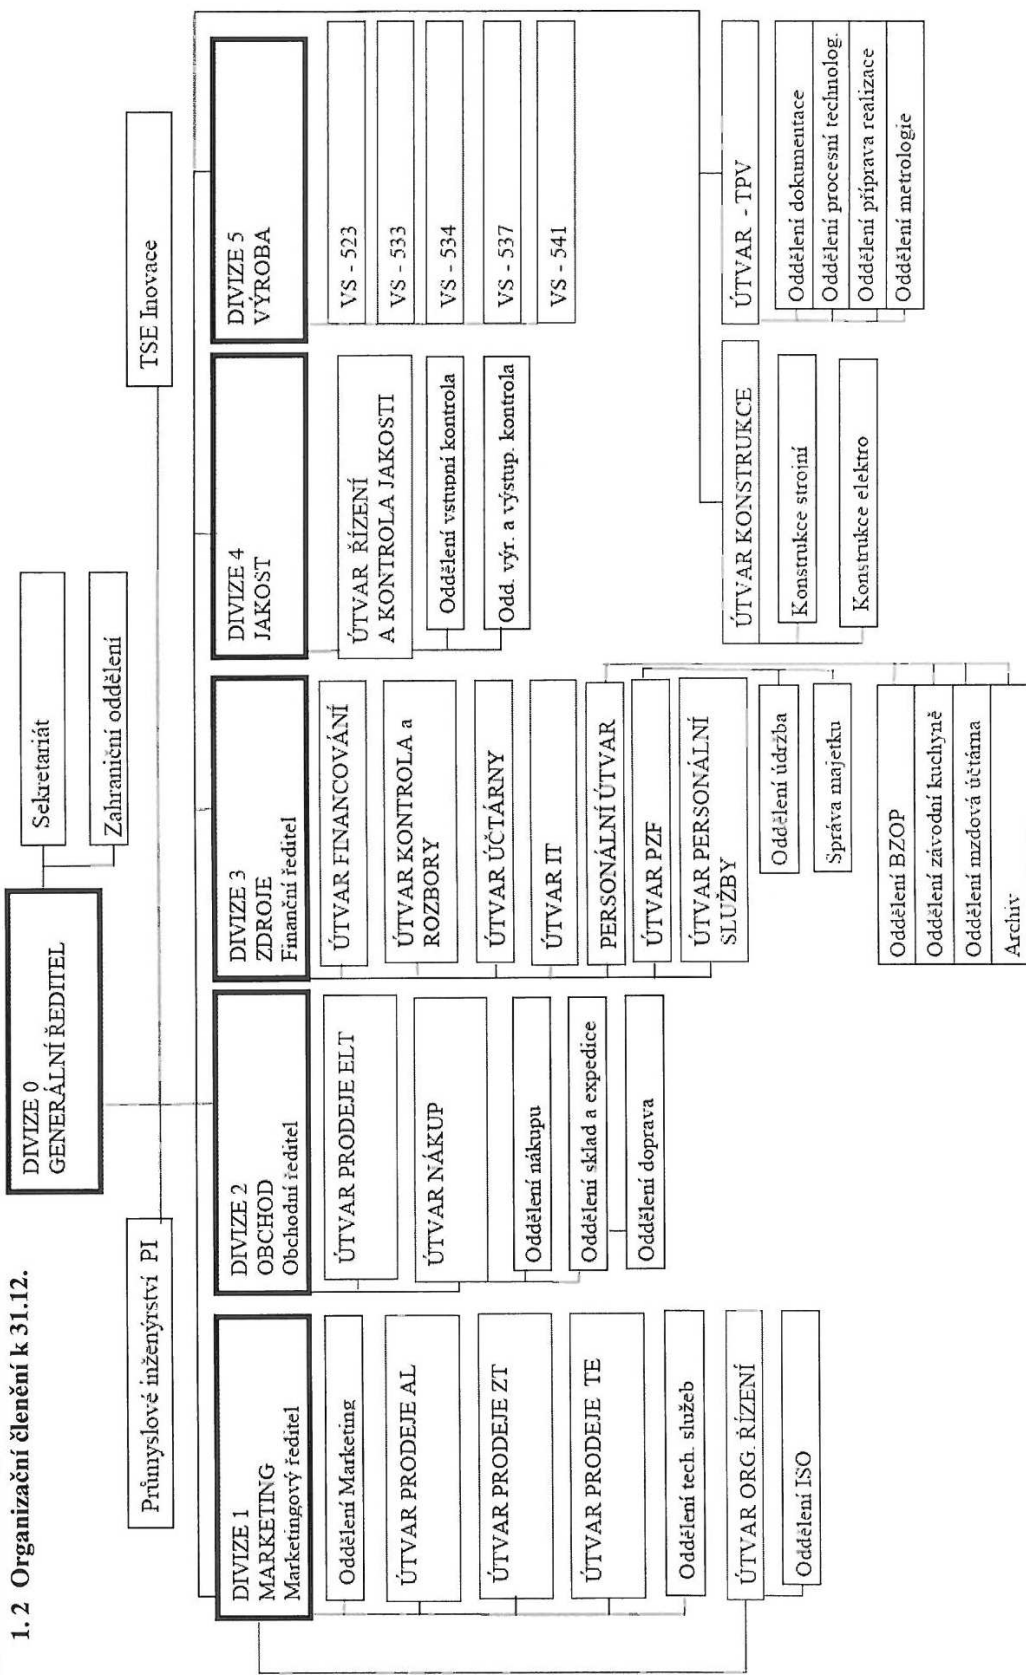 1. 2 Organizační členění k 31.12.
DIVIZE 0
GENERÁLNÍ ŘEDITEL
Sekretariát
Zahraniční oddělení
Průmyslové inženýrství PI
TSE Inovace
DIVIZE 1
MARKETING
Marketingový ředitel
Oddělení Marketing
ÚTVAR PRODEJE AL
ÚTVAR PRODEJE ZT
ÚTVAR PRODEJE TE
Oddělení tech. služeb
ÚTVAR ORG. ŘÍZENÍ
Oddělení ISO
DIVIZE 2
OBCHOD
Obchodní ředitel
ÚTVAR PRODEJE ELT
ÚTVAR NÁKUP
Oddělení nákupu
Oddělení sklad a expedice
Oddělení doprava
DIVIZE 3
ZDROJE
Finanční ředitel
ÚTVAR FINANCOVÁNÍ
ÚTVAR KONTROLA a
ROZBORY
ÚTVAR ÚČTÁRNY
ÚTVAR IT
PERSONÁLNÍ ÚTVAR
ÚTVAR PZF
ÚTVAR PERSONÁLNÍ
SLUŽBY
Oddělení údržba
Správa majetku
Oddělení BZOP
Oddělení závodní kuchyně
Oddělení mzdová účtárna
Archiv
DIVIZE 4
JAKOST
ÚTVAR ŘÍZENÍ
A KONTROLA JAKOSTI
Oddělení vstupní kontrola
Odd. výr. a výstup. kontrola
DIVIZE 5
VÝROBA
VS - 523
VS - 533
VS - 534
VS - 537
VS - 541
ÚTVAR KONSTRUKCE
Konstrukce strojní
Konstrukce elektro
ÚTVAR - TPV
Oddělení dokumentace
Oddělení procesní technolog.
Oddělení příprava realizace
Oddělení metrologie